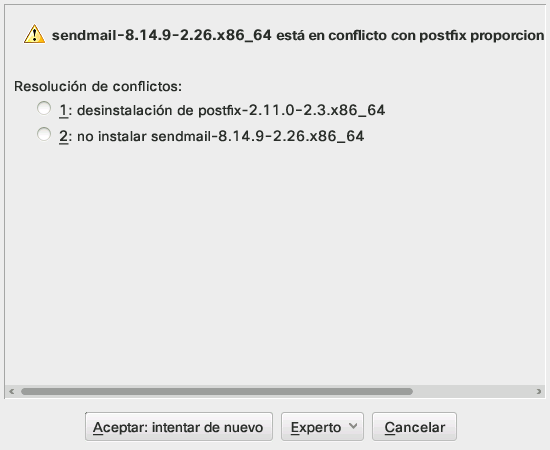 sendmail-8.14.9-2.26.x86_64 está en conflicto con postfix proporcion
Resolución de conflictos:
1: desinstalación de postfix-2.11.0-2.3.x86_64
2: no instalar sendmail-8.14.9-2.26.x86_64
Aceptar: intentar de nuevo
Experto
Cancelar